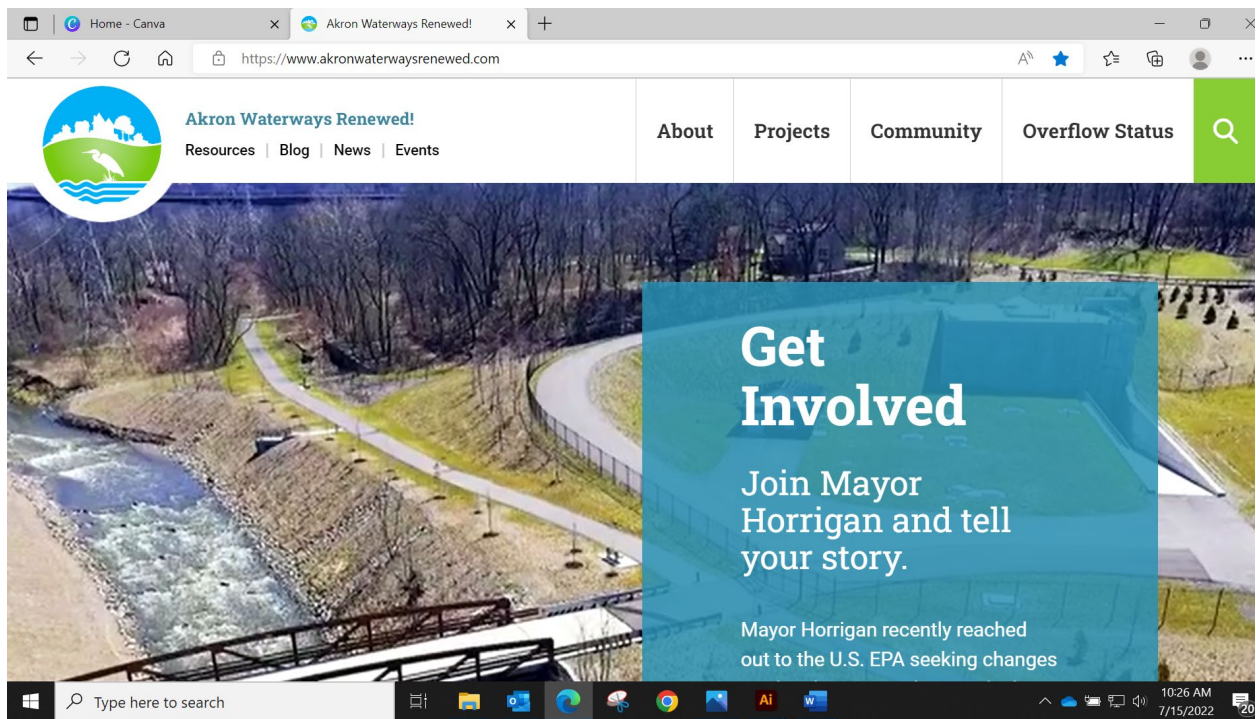 Home - Canva
Akron Waterways Renewed!
https://www.akronwaterwaysrenewed.com
Akron Waterways Renewed!
Resources | Blog | News | Events
About Projects Community Overflow Status
Get
Involved
Join Mayor
Horrigan and tell
your story.
Mayor Horrigan recently reached
out to the U.S. EPA seeking changes
Type here to search
Ai
10:26 AM
7/15/2022
20